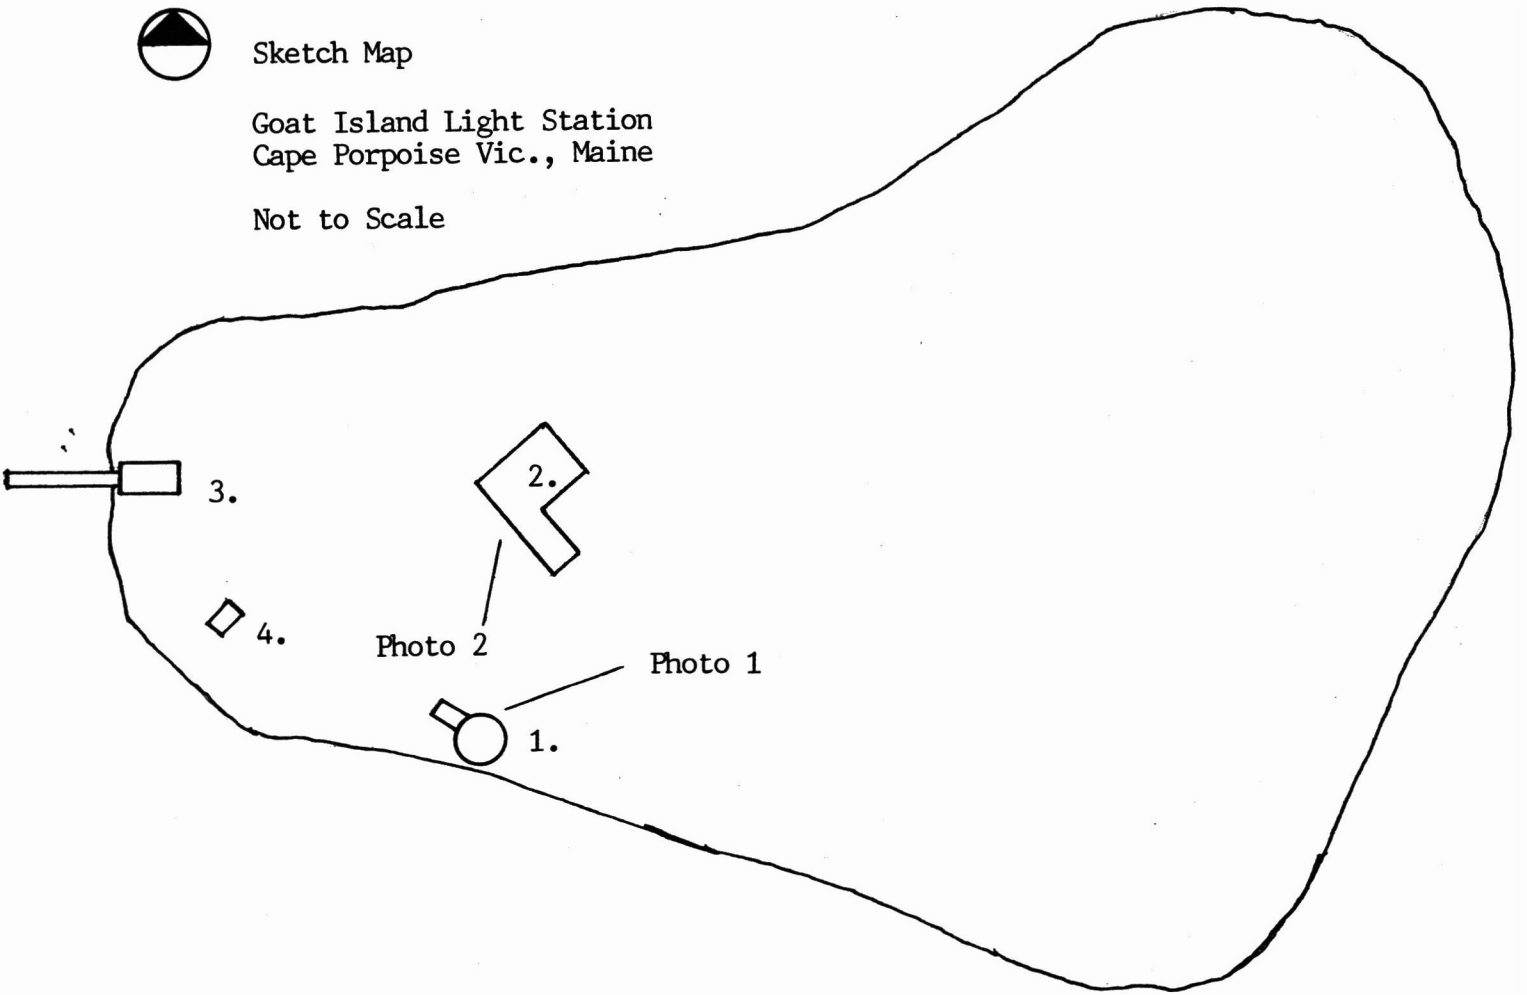 Sketch Map
Goat Island Light Station
Cape Porpoise Vic., Maine
Not to Scale
2.
3.
4.
Photo 2
Photo 1
1.